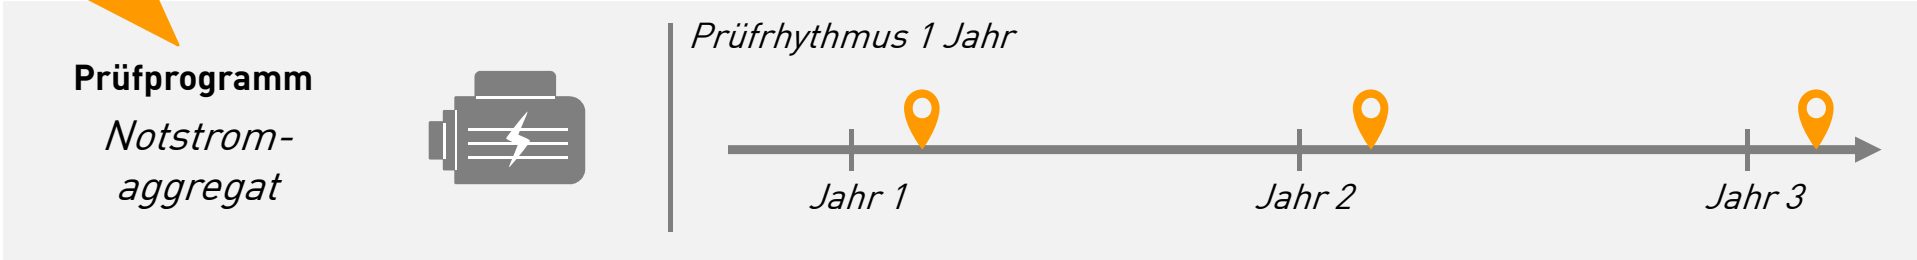 Prüfprogramm
Notstrom-
aggregat
Prüfrhythmus 1 Jahr
Jahr 1
Jahr 2
Jahr 3